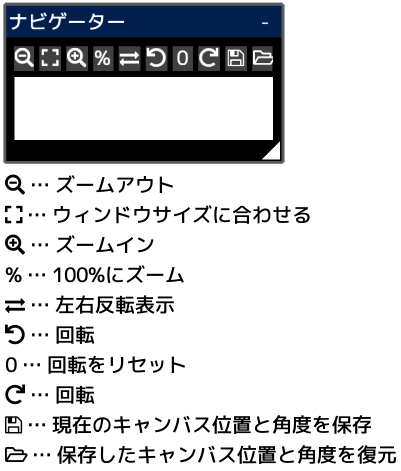 ナビゲーター -
% 0
… ズームアウト
… ウィンドウサイズに合わせる
… ズームイン
% … 100%にズーム
… 左右反転表示
… 回転
0 … 回転をリセット
… 回転
… 現在のキャンバス位置と角度を保存
… 保存したキャンバス位置と角度を復元